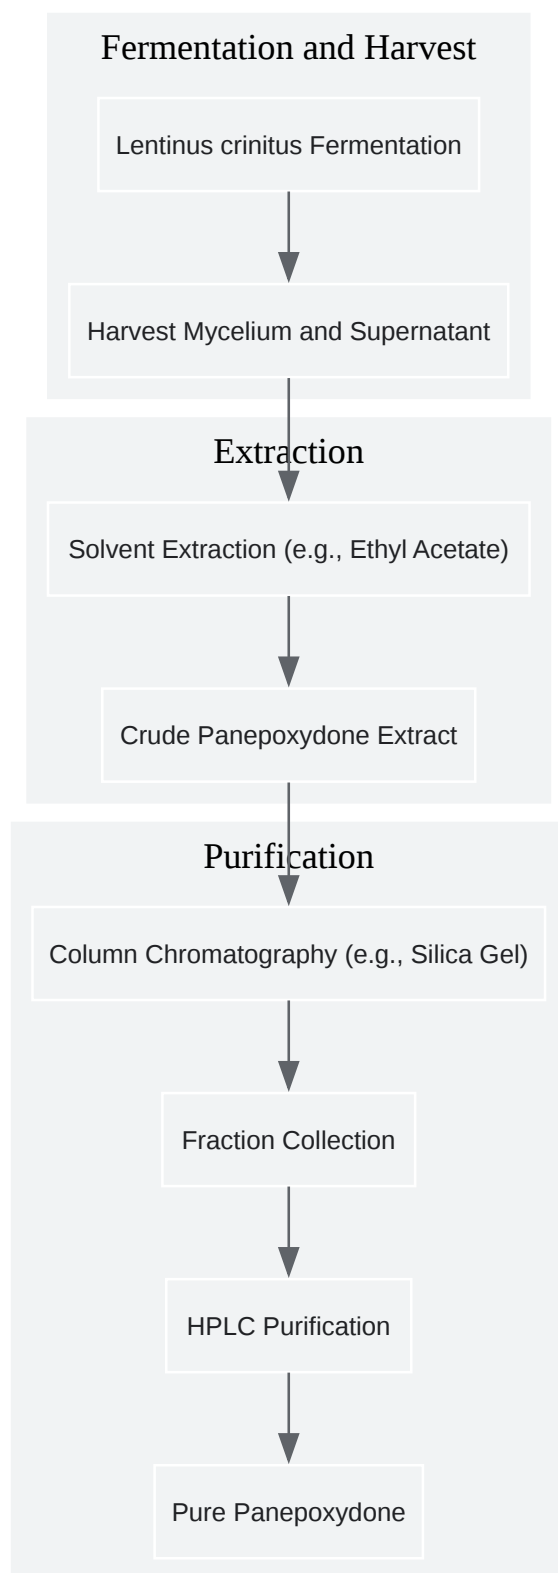 Fermentation and Harvest
Lentinus crinitus Fermentation
Harvest Mycelium and Supernatant
Extraction
Solvent Extraction (e.g., Ethyl Acetate)
Crude Panepoxydone Extract
Purification
Column Chromatography (e.g., Silica Gel)
Fraction Collection
HPLC Purification
Pure Panepoxydone